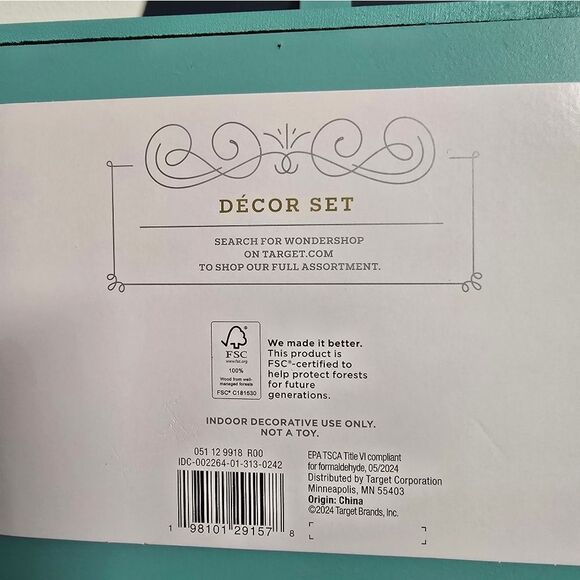 DÉCOR SET
SEARCH FOR WONDERSHOP
ON TARGET.COM
TO SHOP OUR FULL ASSORTMENT.
FSC
www.fsc.org
100%
Wood from well-
managed forests
FSC® C181630
We made it better.
This product is
FSC®-certified to
help protect forests
for future
generations.
INDOOR DECORATIVE USE ONLY.
NOT A TOY.
051 12 9918 R00
IDC-002264-01-313-0242
1 98101 29157 8
EPA TSCA Title VI compliant
for formaldehyde, 05/2024
Distributed by Target Corporation
Minneapolis, MN 55403
Origin: China
©2024 Target Brands, Inc.